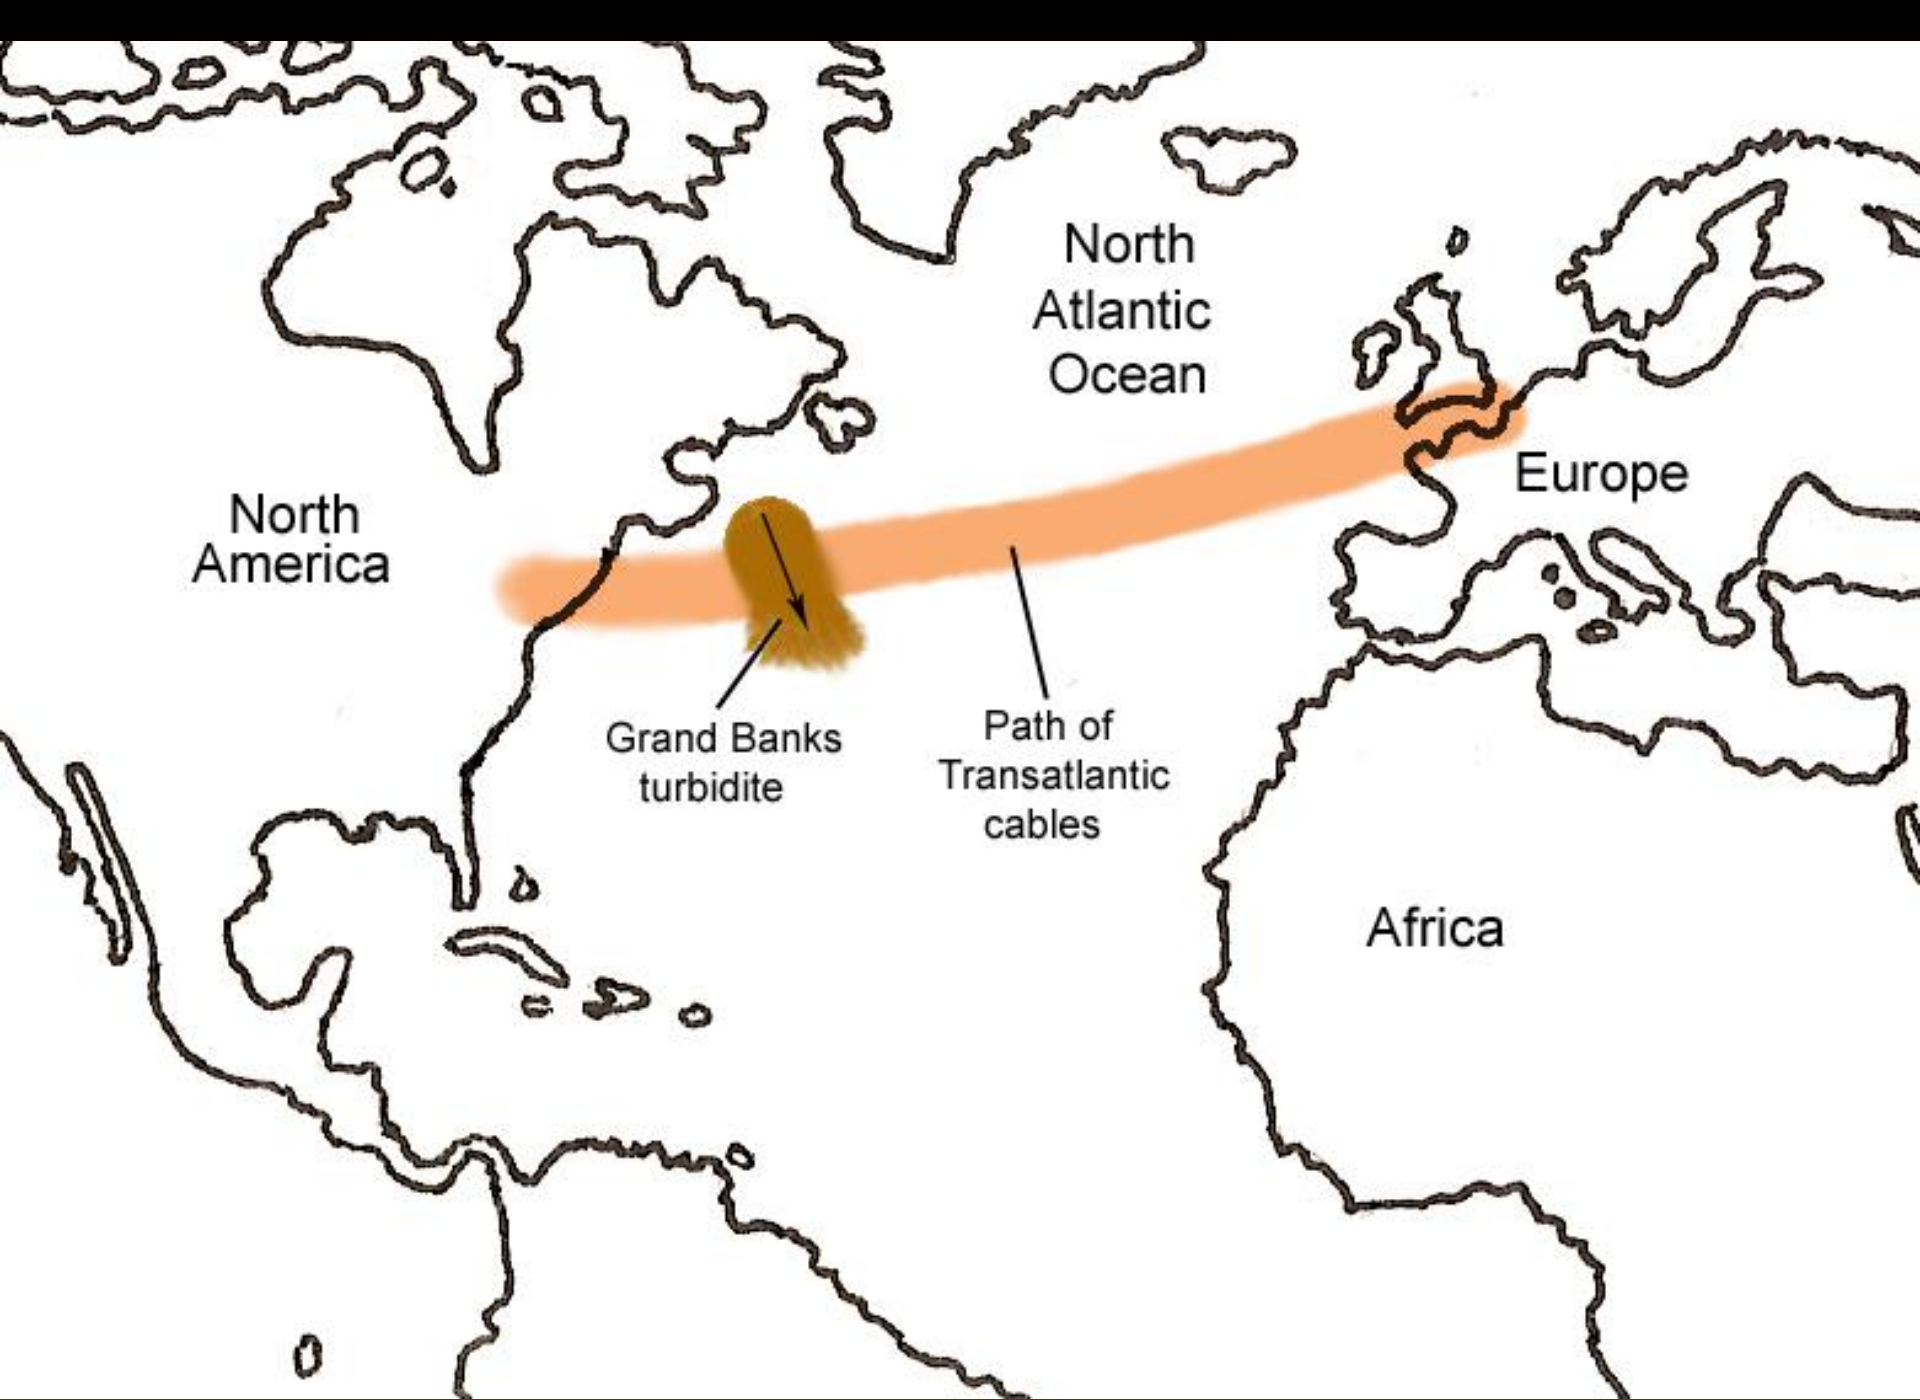 North
Atlantic
Ocean
Europe
North
America
Grand Banks
turbidite
Path of
Transatlantic
cables
Africa